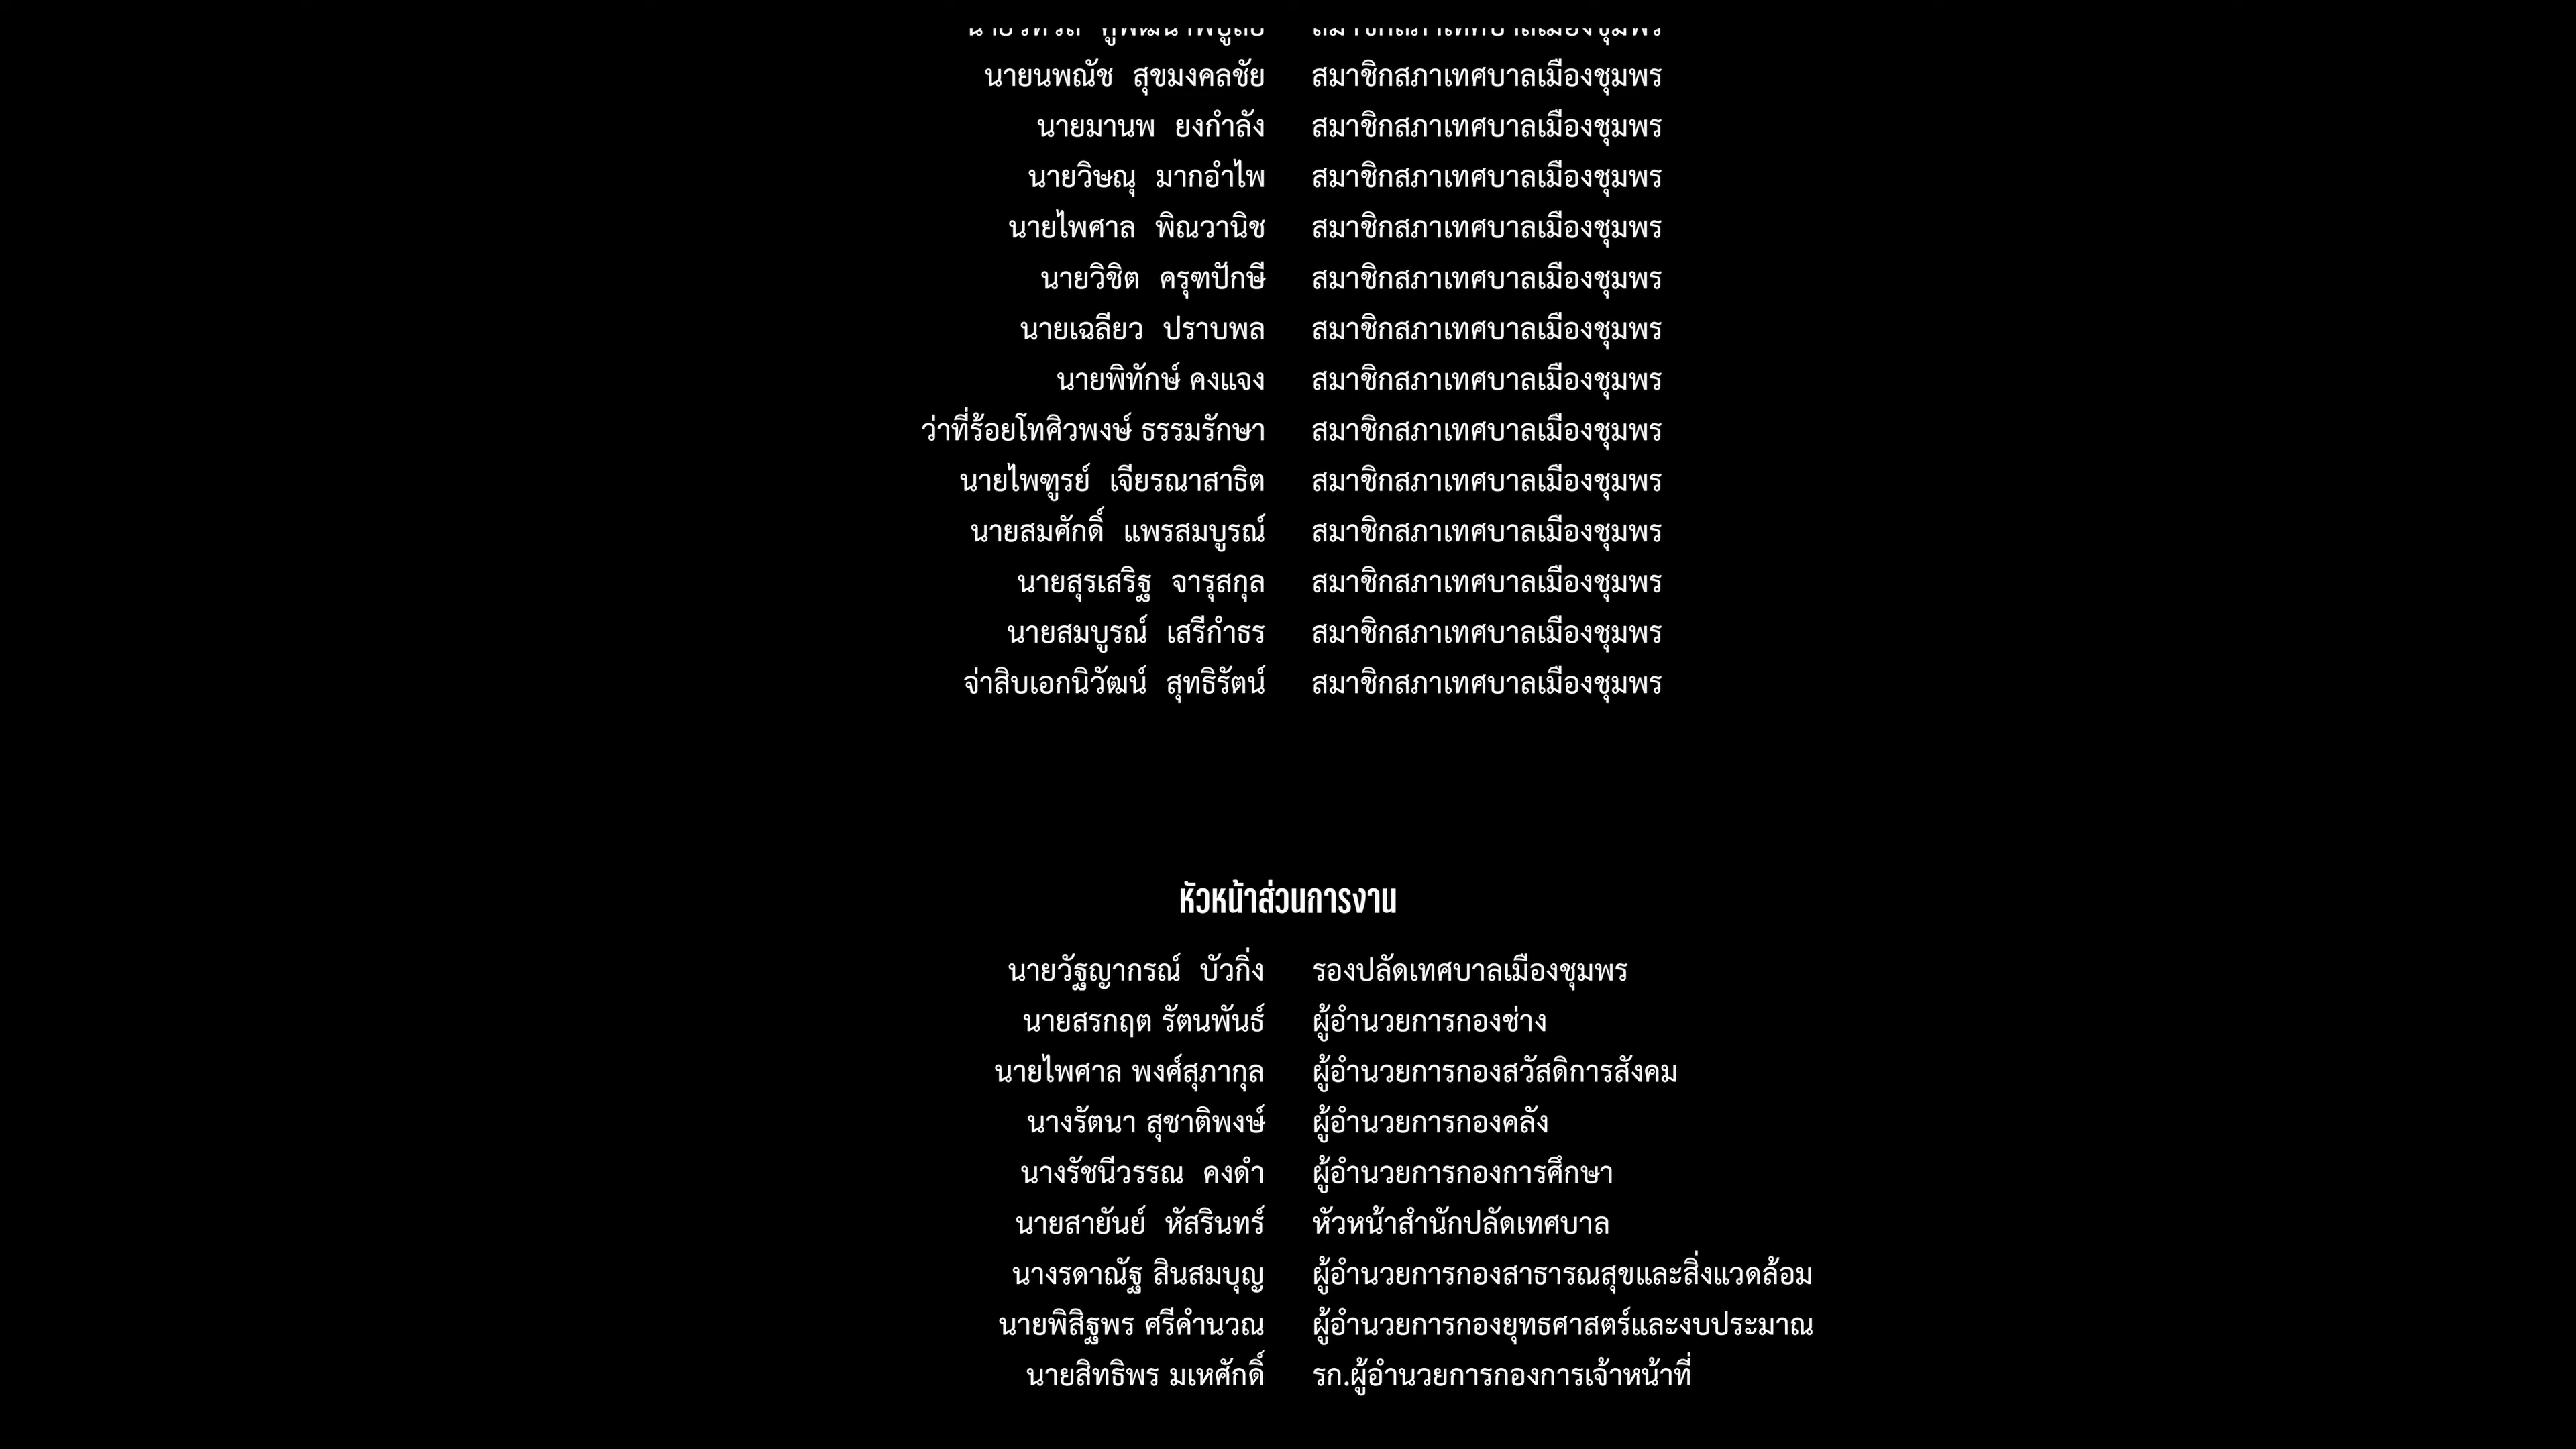 สมาชิกสภาเทศบาลเมืองชุมพร
นายนพณัช สุขมงคลชัย สมาชิกสภาเทศบาลเมืองชุมพร
นายมานพ ยงกำลัง สมาชิกสภาเทศบาลเมืองชุมพร
นายวิษณุ มากอำไพ สมาชิกสภาเทศบาลเมืองชุมพร
นายไพศาล พิณวานิช สมาชิกสภาเทศบาลเมืองชุมพร
นายวิชิต ครุฑปักษี สมาชิกสภาเทศบาลเมืองชุมพร
นายเฉลียว ปราบพล สมาชิกสภาเทศบาลเมืองชุมพร
นายพิทักษ์ คงแจง สมาชิกสภาเทศบาลเมืองชุมพร
ว่าที่ร้อยโทศิวพงษ์ ธรรมรักษา สมาชิกสภาเทศบาลเมืองชุมพร
นายไพฑูรย์ เจียรณาสาธิต สมาชิกสภาเทศบาลเมืองชุมพร
นายสมศักดิ์ แพรสมบูรณ์ สมาชิกสภาเทศบาลเมืองชุมพร
นายสุรเสริฐ จารุสกุล สมาชิกสภาเทศบาลเมืองชุมพร
นายสมบูรณ์ เสรีกำธร สมาชิกสภาเทศบาลเมืองชุมพร
จ่าสิบเอกนิวัฒน์ สุทธิรัตน์ สมาชิกสภาเทศบาลเมืองชุมพร
หัวหน้าส่วนการงาน
นายวัฐญากรณ์ บัวกิ่ง รองปลัดเทศบาลเมืองชุมพร
นายสรกฤต รัตนพันธ์ ผู้อำนวยการกองช่าง
นายไพศาล พงศ์สุภากุล ผู้อำนวยการกองสวัสดิการสังคม
นางรัตนา สุชาติพงษ์ ผู้อำนวยการกองคลัง
นางรัชนีวรรณ คงดำ ผู้อำนวยการกองการศึกษา
นายสายันย์ หัสรินทร์ หัวหน้าสำนักปลัดเทศบาล
นางรดาณัฐ สินสมบุญ ผู้อำนวยการกองสาธารณสุขและสิ่งแวดล้อม
นายพิสิฐพร ศรีคำนวณ ผู้อำนวยการกองยุทธศาสตร์และงบประมาณ
นายสิทธิพร มเหศักดิ์ รก.ผู้อำนวยการกองการเจ้าหน้าที่